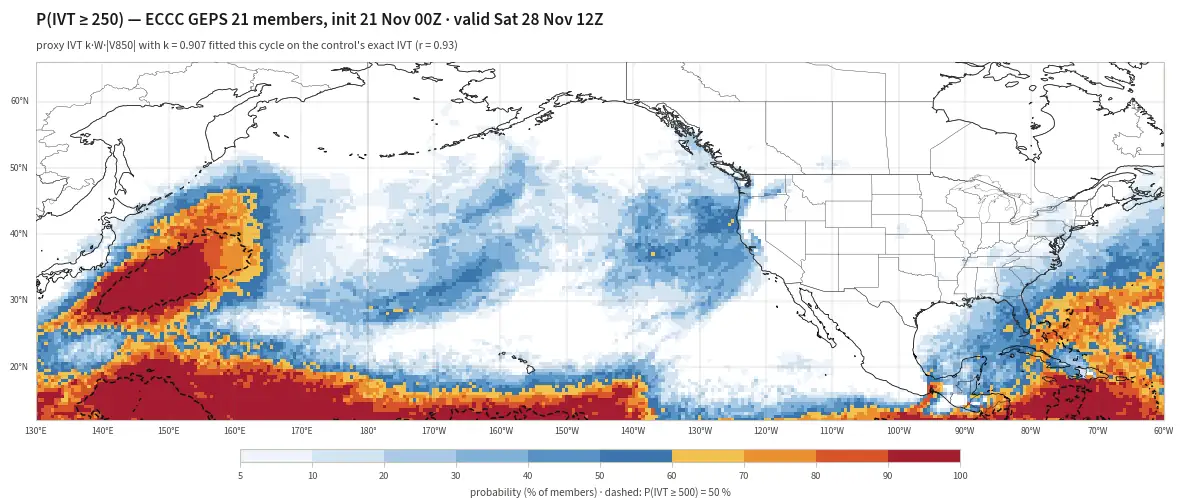 P(IVT ≥ 250) — ECCC GEPS 21 members, init 21 Nov 00Z · valid Sat 28 Nov 12Z
proxy IVT k·W·|V850| with k = 0.907 fitted this cycle on the control's exact IVT (r = 0.93)
60°N
50°N
40°N
30°N
20°N
130°E 140°E 150°E 160°E 170°E 180° 170°W 160°W 150°W 140°W 130°W 120°W 110°W 100°W 90°W 80°W 70°W 60°W
5 10 20 30 40 50 60 70 80 90 100
probability (% of members) · dashed: P(IVT ≥ 500) = 50 %